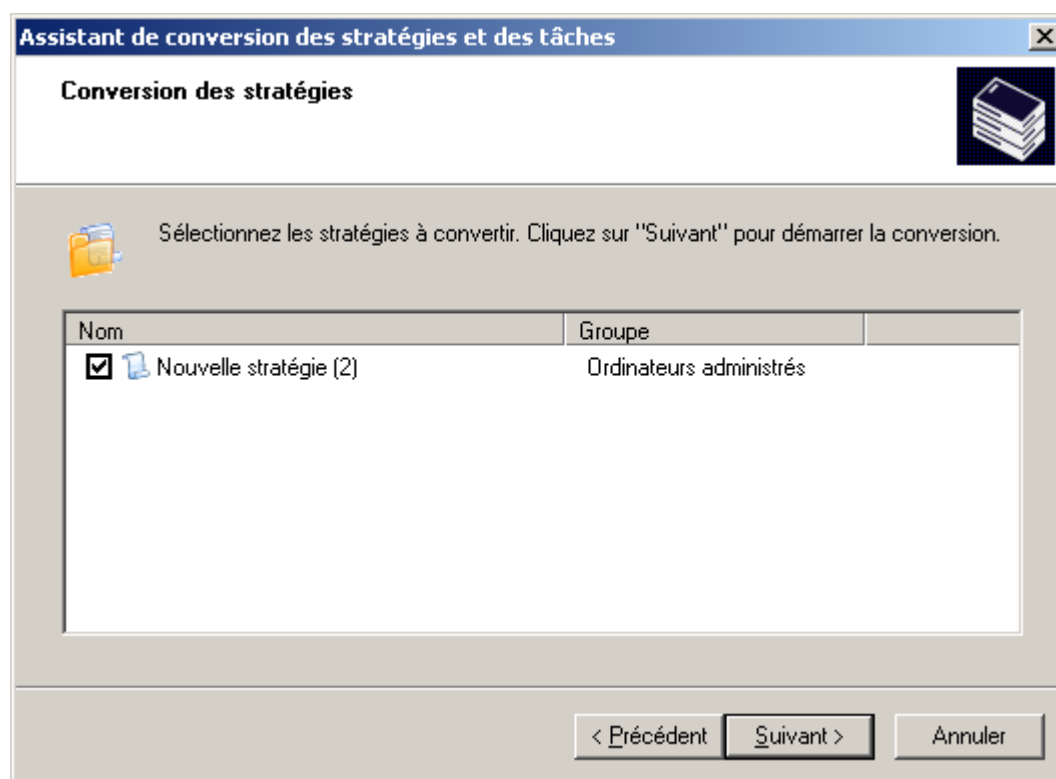 Assistant de conversion des stratégies et des tâches
Conversion des stratégies
Sélectionnez les stratégies à convertir. Cliquez sur "Suivant" pour démarrer la conversion.
Nom Groupe
Nouvelle stratégie (2) Ordinateurs administrés
< Précédent Suivant > Annuler